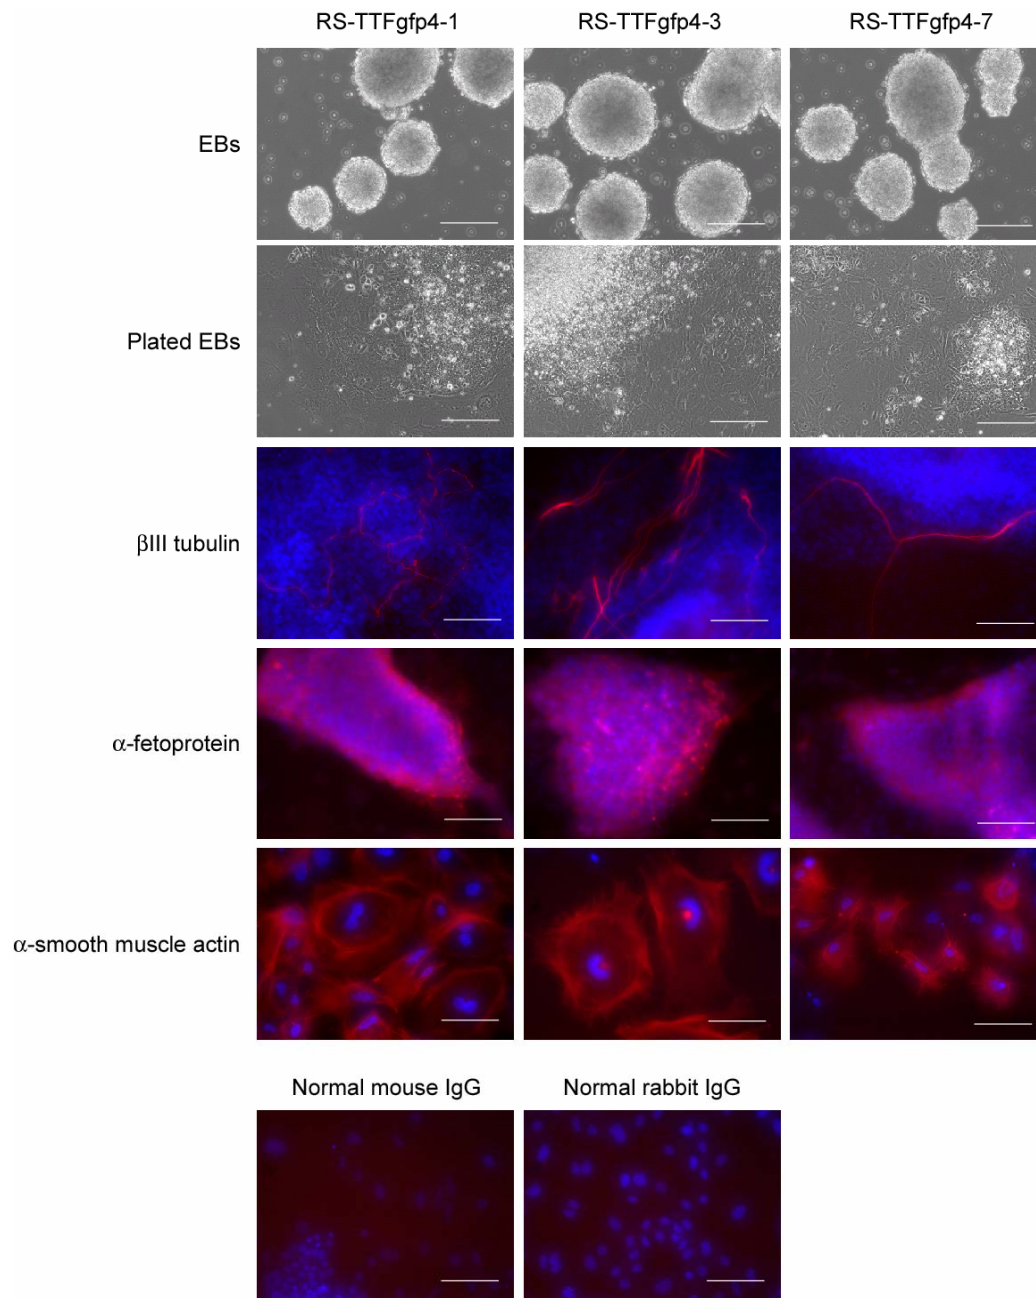 RS-TTFgfp4-1 RS-TTFgfp4-3 RS-TTFgfp4-7
EBs
Plated EBs
βIII tubulin
α-fetoprotein
α-smooth muscle actin
Normal mouse IgG Normal rabbit IgG